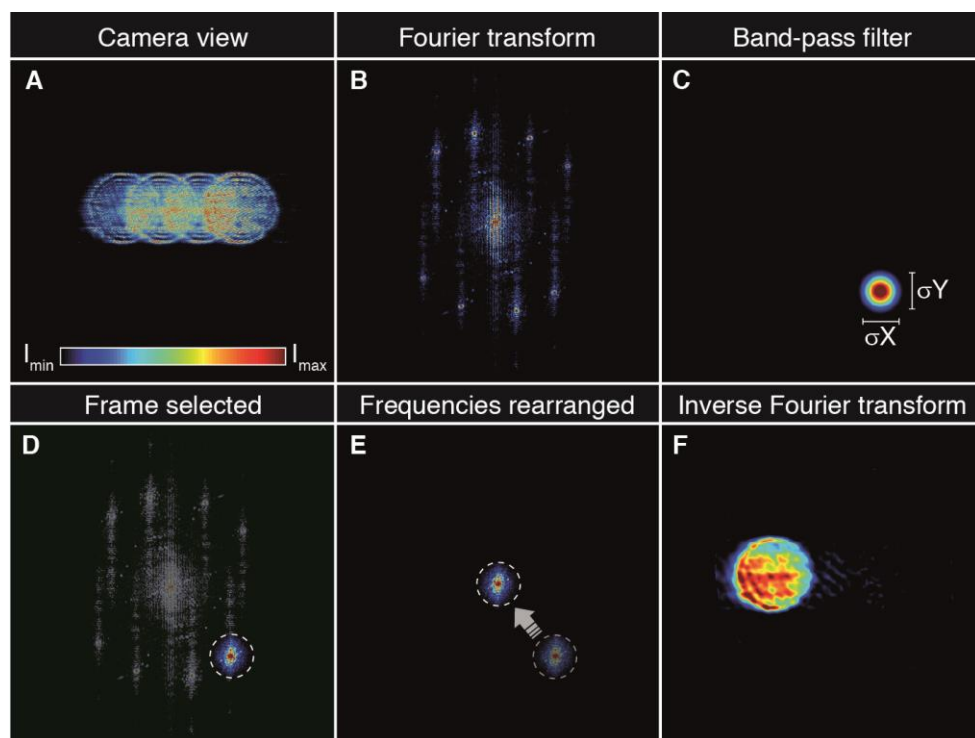 Camera view
Fourier transform
Band-pass filter
A
B
C
σY
σX
Imin
Imax
Frame selected
Frequencies rearranged
Inverse Fourier transform
D
E
F